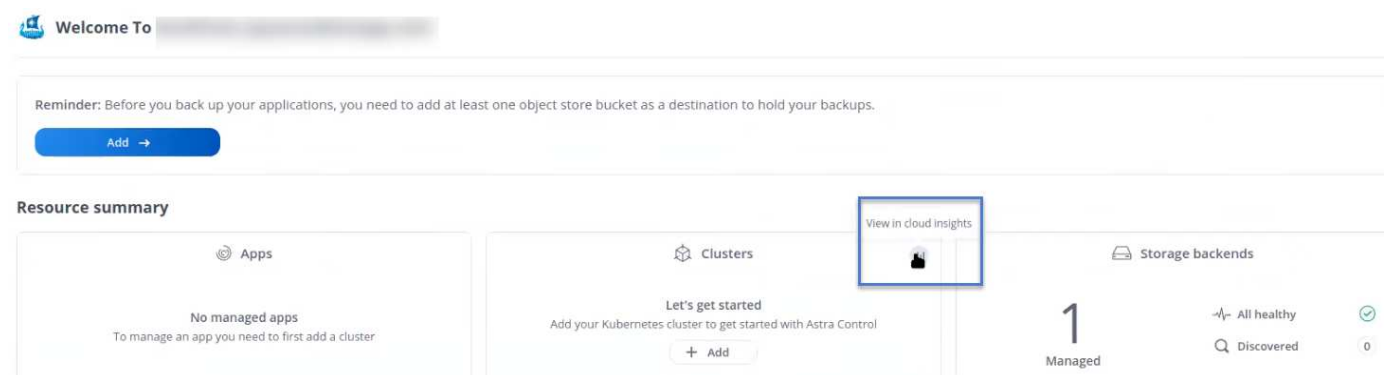 Welcome To
Reminder: Before you back up your applications, you need to add at least one object store bucket as a destination to hold your backups.
Add →
Resource summary
View in cloud insights
Apps
No managed apps
To manage an app you need to first add a cluster
Clusters
Let's get started
Add your Kubernetes cluster to get started with Astra Control
+ Add
Storage backends
1
Managed
All healthy
Discovered 0